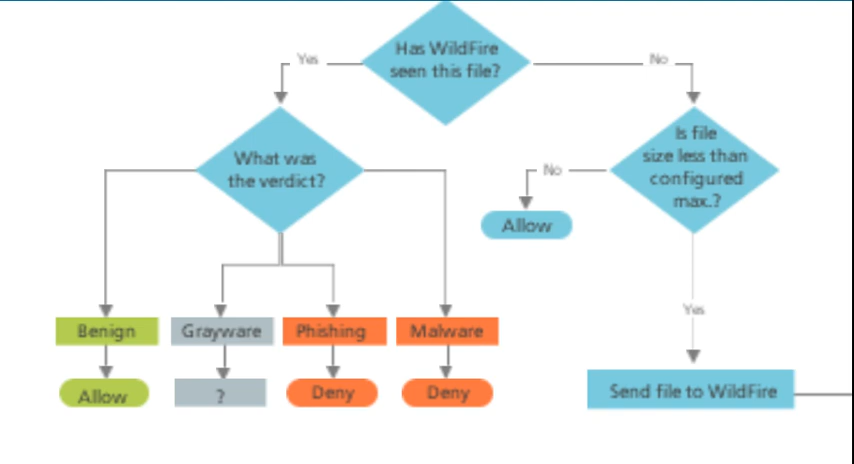 Has WildFire
seen this file?
Yes
No
What was
the verdict?
Is file
size less than
configured
max.?
No
Allow
Yes
Benign
Grayware
Phishing
Malware
Allow
?
Deny
Deny
Send file to WildFire